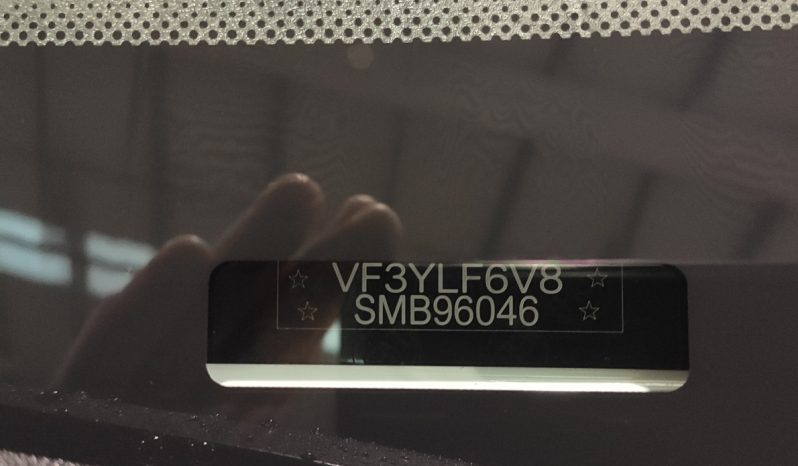 ☆ VF3YLF6V8 ☆
☆ SMB96046 ☆